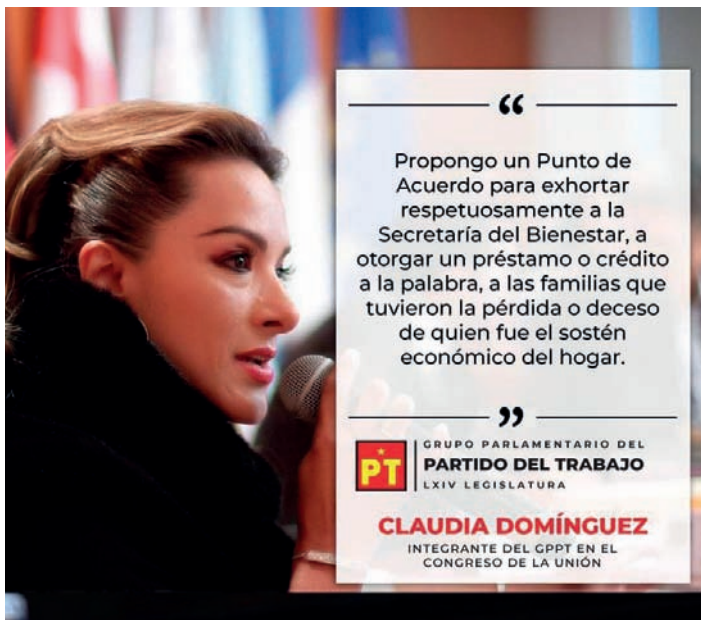 “
Propongo un Punto de
Acuerdo para exhortar
respetuosamente a la
Secretaría del Bienestar, a
otorgar un préstamo o crédito
a la palabra, a las familias que
tuvieron la pérdida o deceso
de quien fue el sostén
económico del hogar.
”
PT
GRUPO PARLAMENTARIO DEL
PARTIDO DEL TRABAJO
LXIV LEGISLATURA
CLAUDIA DOMÍNGUEZ
INTEGRANTE DEL GPPT EN EL
CONGRESO DE LA UNIÓN